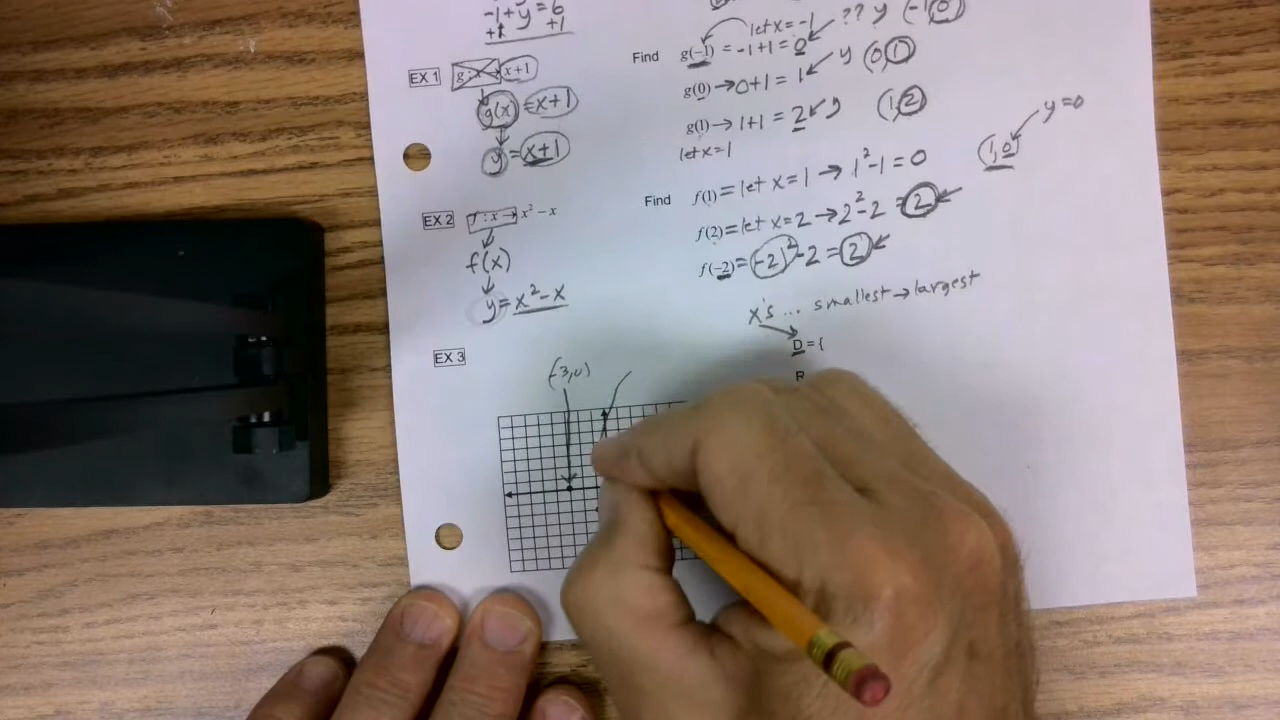 -1+y=6
+1 +1
EX 1 g:x→x+1
g(x)=x+1
y=x+1
Find
let x=-1
g(-1) = -1+1 = 0 ?? y (-1,0)
g(0)→0+1 = 1 y (0,1)
g(1)→1+1 = 2 y (1,2)
let x=1
y=0
EX 2 f:x→x²-x
f(x)
y=x²-x
Find f(1)=let x=1→1²-1=0 (1,0)
f(2)=let x=2→2²-2=2
f(-2)=(-2)²-2=2
x's ... smallest→largest
EX 3
D = {
R
(-3,0)